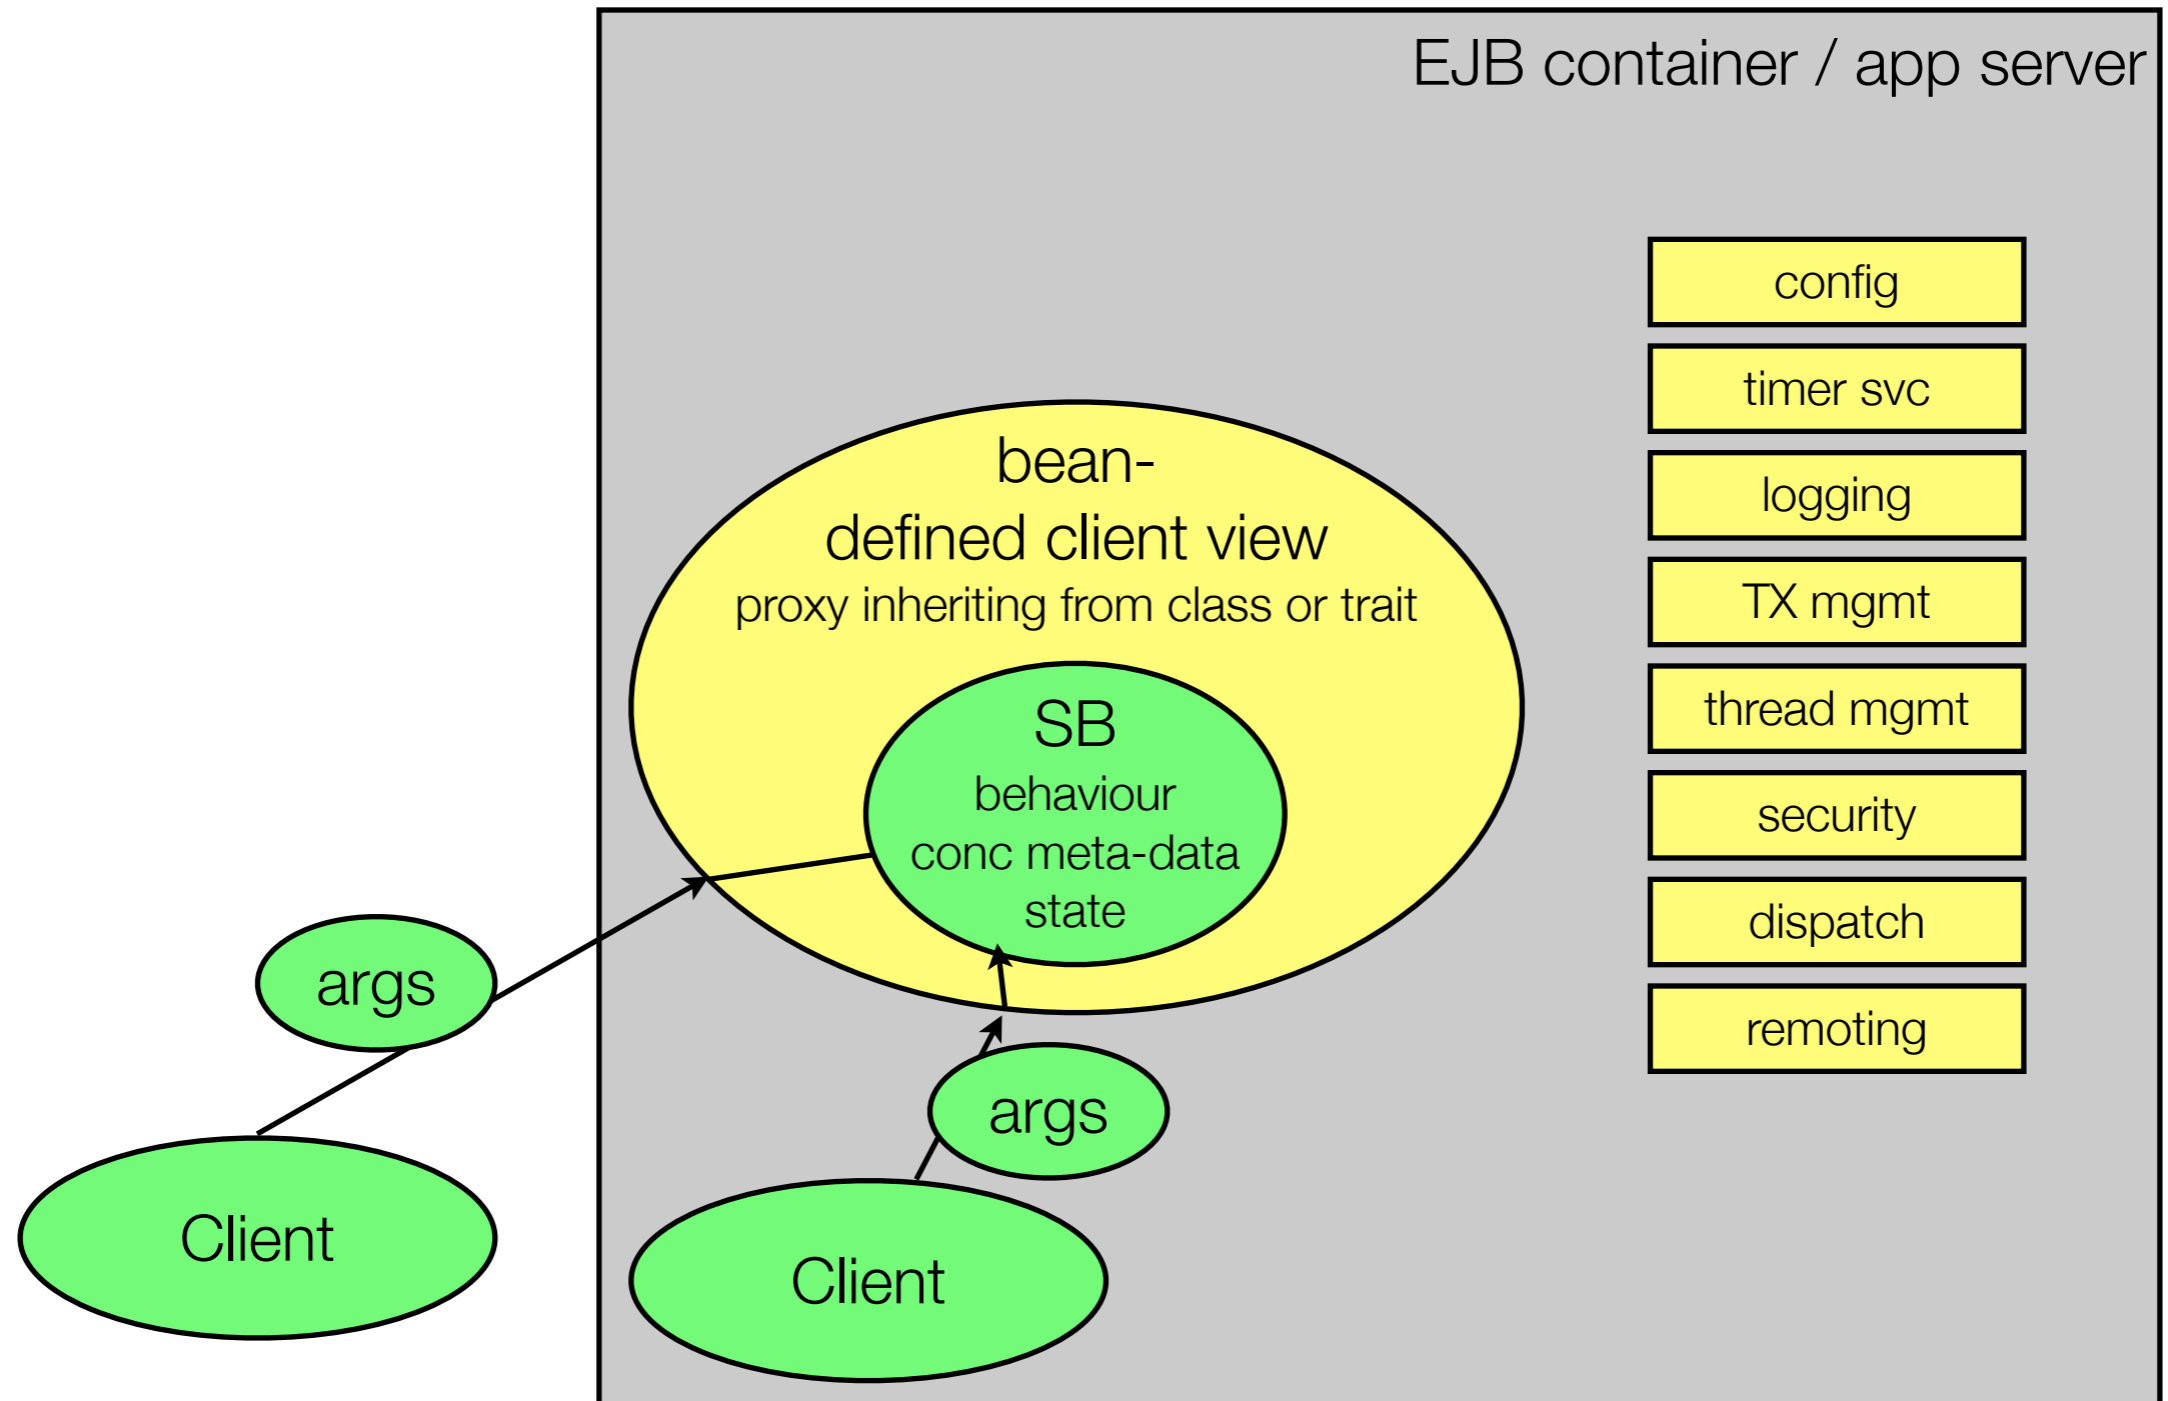 EJB container / app server
config
timer svc
logging
TX mgmt
thread mgmt
security
dispatch
remoting
bean-
defined client view
proxy inheriting from class or trait
SB
behaviour
conc meta-data
state
args
args
Client
Client